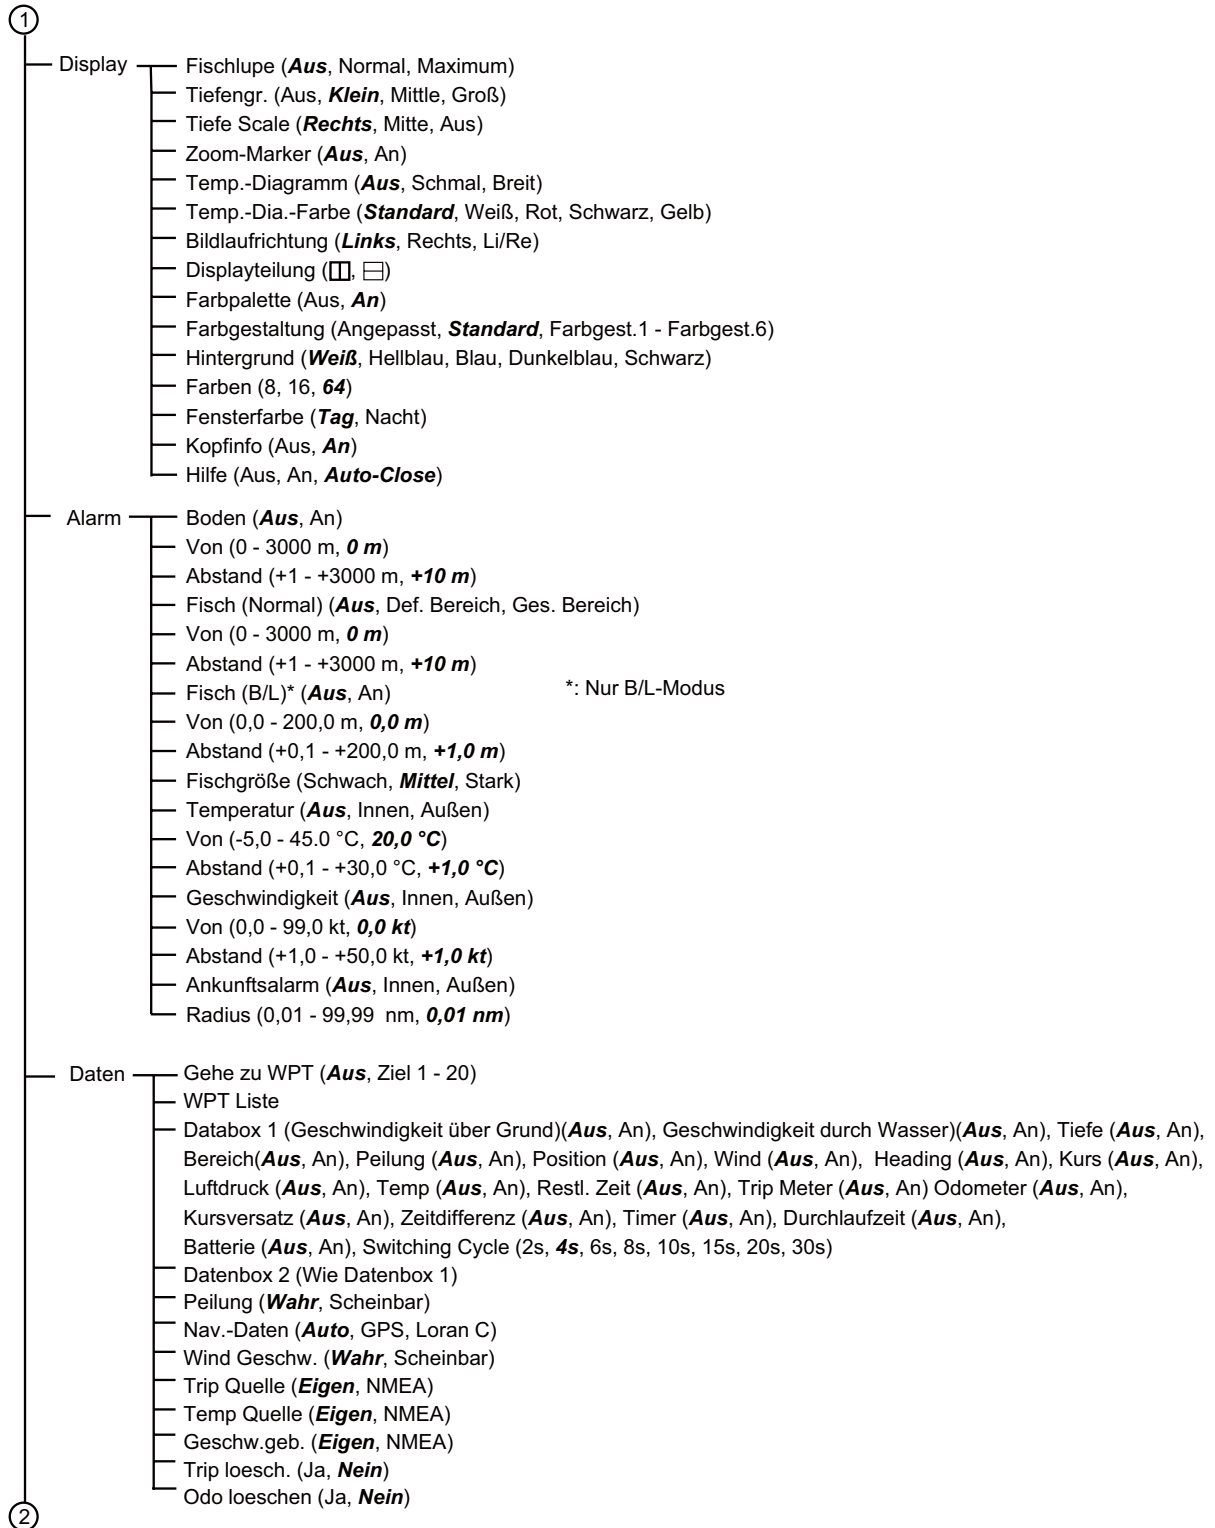 1
Display
Fischlupe (Aus, Normal, Maximum)
Tiefengr. (Aus, Klein, Mittle, Groß)
Tiefe Scale (Rechts, Mitte, Aus)
Zoom-Marker (Aus, An)
Temp.-Diagramm (Aus, Schmal, Breit)
Temp.-Dia.-Farbe (Standard, Weiß, Rot, Schwarz, Gelb)
Bildlaufrichtung (Links, Rechts, Li/Re)
Displayteilung (, )
Farbpalette (Aus, An)
Farbgestaltung (Angepasst, Standard, Farbgest.1 - Farbgest.6)
Hintergrund (Weiß, Hellblau, Blau, Dunkelblau, Schwarz)
Farben (8, 16, 64)
Fensterfarbe (Tag, Nacht)
Kopfinfo (Aus, An)
Hilfe (Aus, An, Auto-Close)
Alarm
Boden (Aus, An)
Von (0 - 3000 m, 0 m)
Abstand (+1 - +3000 m, +10 m)
Fisch (Normal) (Aus, Def. Bereich, Ges. Bereich)
Von (0 - 3000 m, 0 m)
Abstand (+1 - +3000 m, +10 m)
Fisch (B/L)* (Aus, An)
*: Nur B/L-Modus
Von (0,0 - 200,0 m, 0,0 m)
Abstand (+0,1 - +200,0 m, +1,0 m)
Fischgröße (Schwach, Mittel, Stark)
Temperatur (Aus, Innen, Außen)
Von (-5,0 - 45.0 °C, 20,0 °C)
Abstand (+0,1 - +30,0 °C, +1,0 °C)
Geschwindigkeit (Aus, Innen, Außen)
Von (0,0 - 99,0 kt, 0,0 kt)
Abstand (+1,0 - +50,0 kt, +1,0 kt)
Ankunftsalarm (Aus, Innen, Außen)
Radius (0,01 - 99,99 nm, 0,01 nm)
Daten
Gehe zu WPT (Aus, Ziel 1 - 20)
WPT Liste
Databox 1 (Geschwindigkeit über Grund)(Aus, An), Geschwindigkeit durch Wasser)(Aus, An), Tiefe (Aus, An),
Bereich(Aus, An), Peilung (Aus, An), Position (Aus, An), Wind (Aus, An), Heading (Aus, An), Kurs (Aus, An),
Luftdruck (Aus, An), Temp (Aus, An), Restl. Zeit (Aus, An), Trip Meter (Aus, An) Odometer (Aus, An),
Kursversatz (Aus, An), Zeitdifferenz (Aus, An), Timer (Aus, An), Durchlaufzeit (Aus, An),
Batterie (Aus, An), Switching Cycle (2s, 4s, 6s, 8s, 10s, 15s, 20s, 30s)
Datenbox 2 (Wie Datenbox 1)
Peilung (Wahr, Scheinbar)
Nav.-Daten (Auto, GPS, Loran C)
Wind Geschw. (Wahr, Scheinbar)
Trip Quelle (Eigen, NMEA)
Temp Quelle (Eigen, NMEA)
Geschw.geb. (Eigen, NMEA)
Trip loesch. (Ja, Nein)
Odo loeschen (Ja, Nein)
2